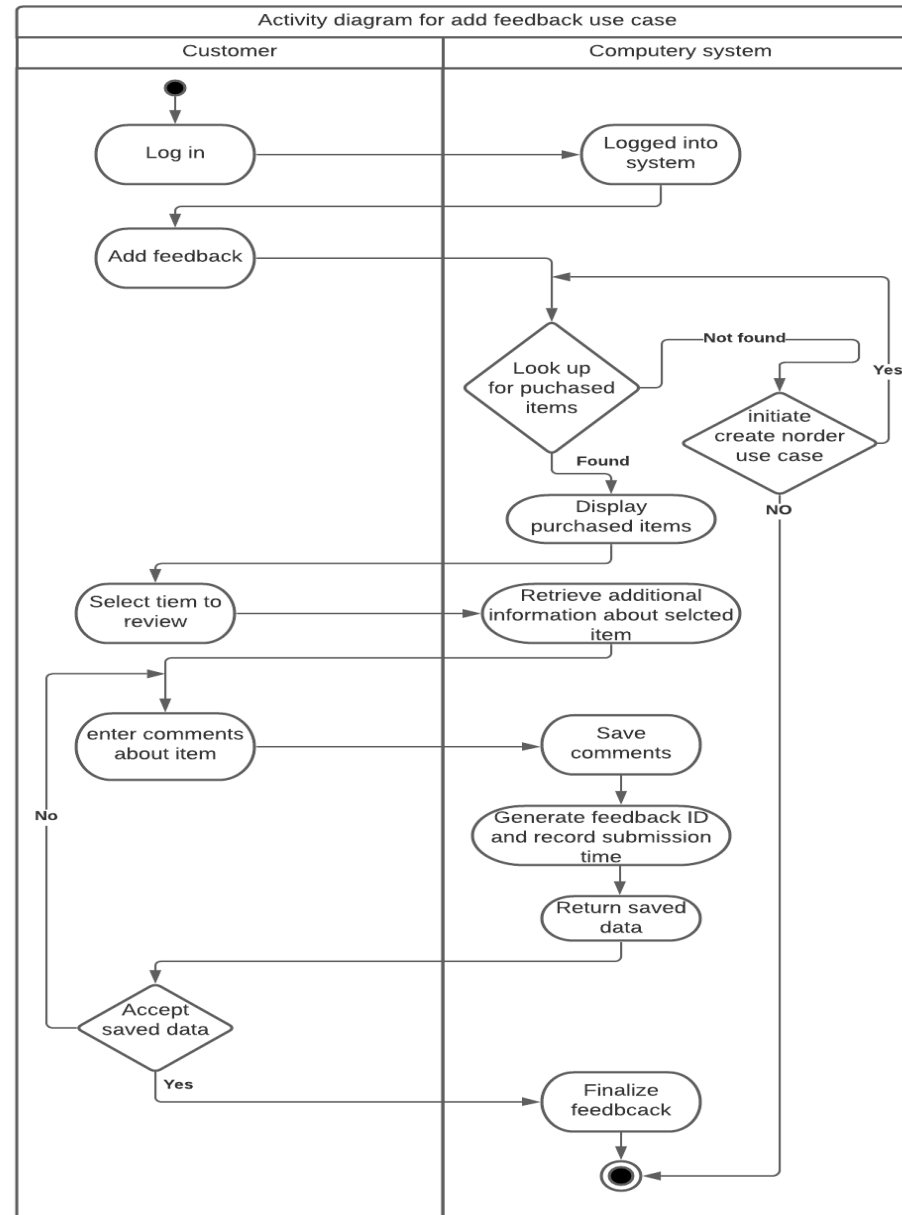 Activity diagram for add feedback use case
Customer
Computery system
Log in
Logged into
system
Add feedback
Not found
Look up
for puchased
items
Yes
initiate
create norder
use case
Found
NO
Display
purchased items
Select tiem to
review
Retrieve additional
information about selcted
item
enter comments
about item
Save
comments
No
Generate feedback ID
and record submission
time
Return saved
data
Accept
saved data
Yes
Finalize
feedbcack